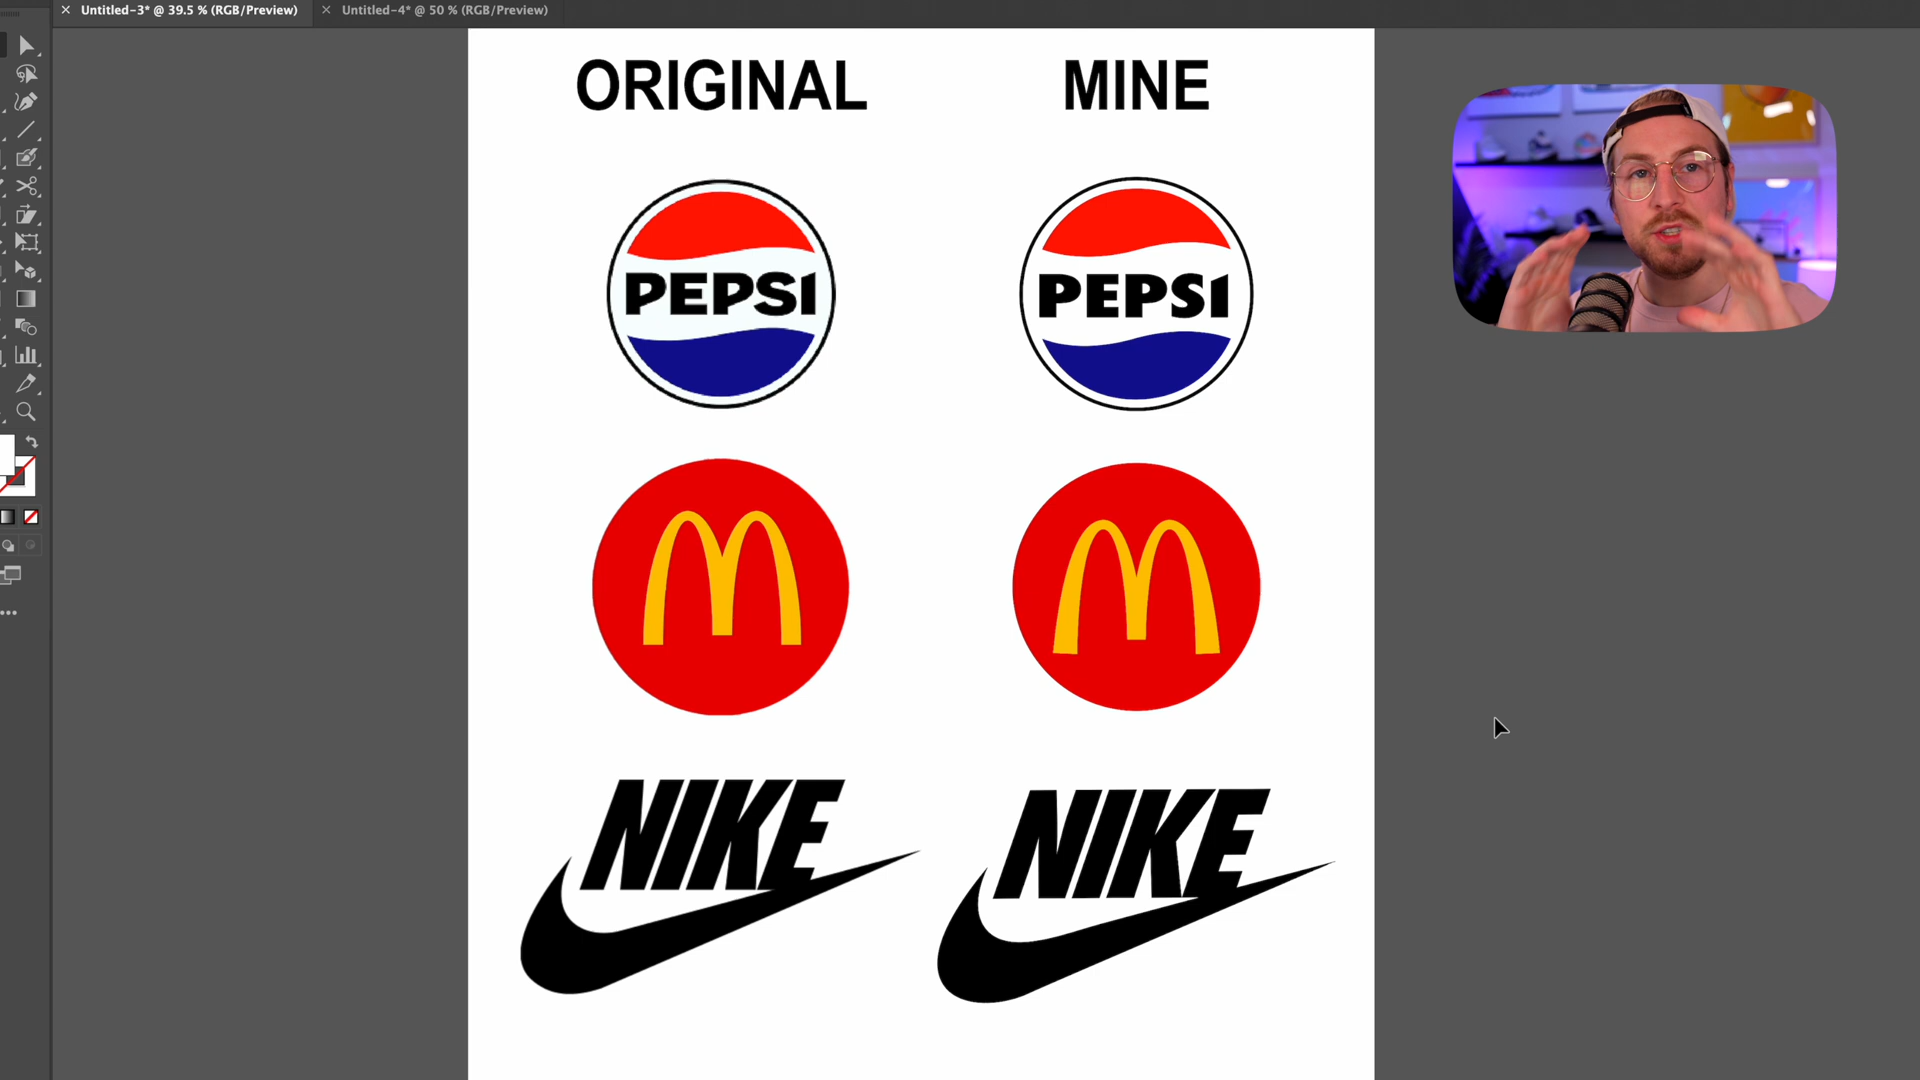 Untitled-3* @ 39.5 % (RGB/Preview)
Untitled-4* @ 50 % (RGB/Preview)
ORIGINAL
MINE
PEPSI
PEPSI
NIKE
NIKE